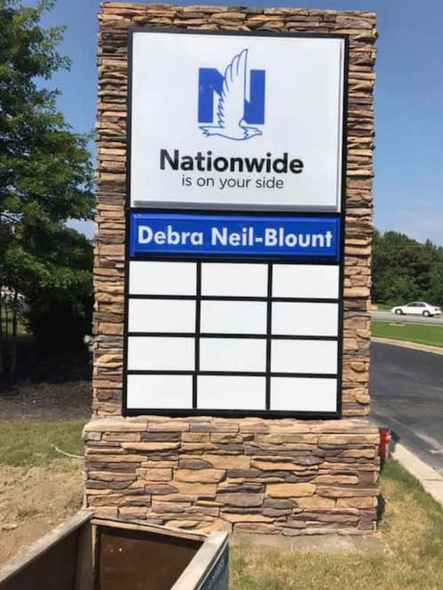 N
Nationwide
is on your side
Debra Neil-Blount